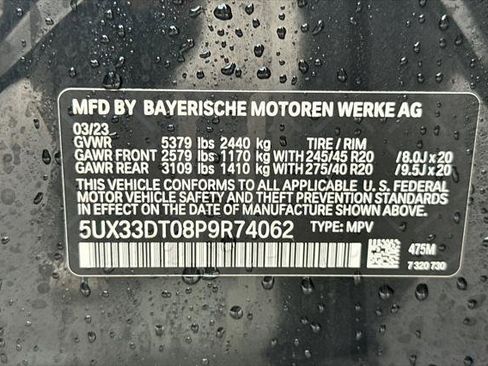 MFD BY BAYERISCHE MOTOREN WERKE AG
03/23
GVWR 5379 lbs 2440 kg TIRE / RIM
GAWR FRONT 2579 lbs 1170 kg WITH 245/45 R20 /8.0J x 20
GAWR REAR 3109 lbs 1410 kg WITH 275/40 R20 /9.5J x 20
THIS VEHICLE CONFORMS TO ALL APPLICABLE U. S. FEDERAL
MOTOR VEHICLE SAFETY AND THEFT PREVENTION STANDARDS
IN EFFECT ON THE DATE OF MANUFACTURE SHOWN ABOVE.
5UX33DT08P9R74062 TYPE: MPV
475M
7 320 730